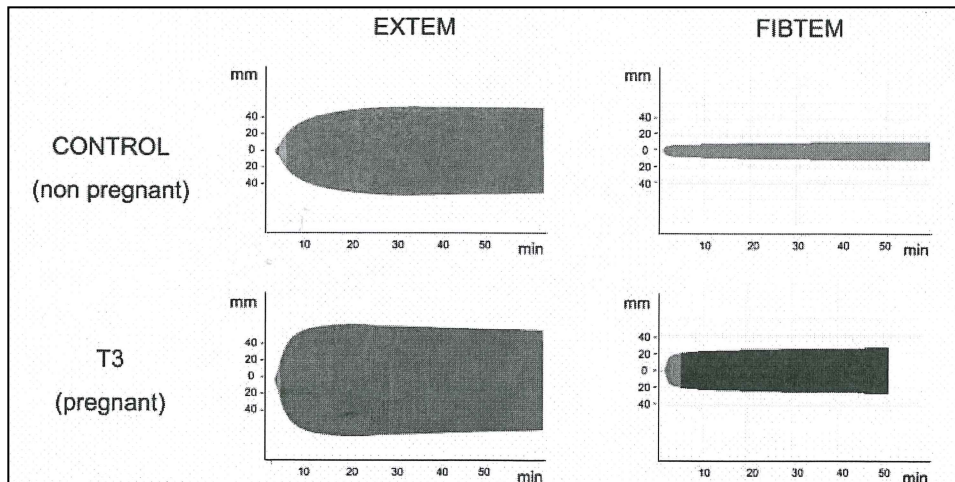 EXTEM FIBTEM
mm mm
40 40
20 20
CONTROL 0 0
20 20
(non pregnant) 40 40
10 20 30 40 50 min 10 20 30 40 50 min
mm mm
40 40
20 20
T3 0 0
20 20
(pregnant) 40 40
10 20 30 40 50 min 10 20 30 40 50 min